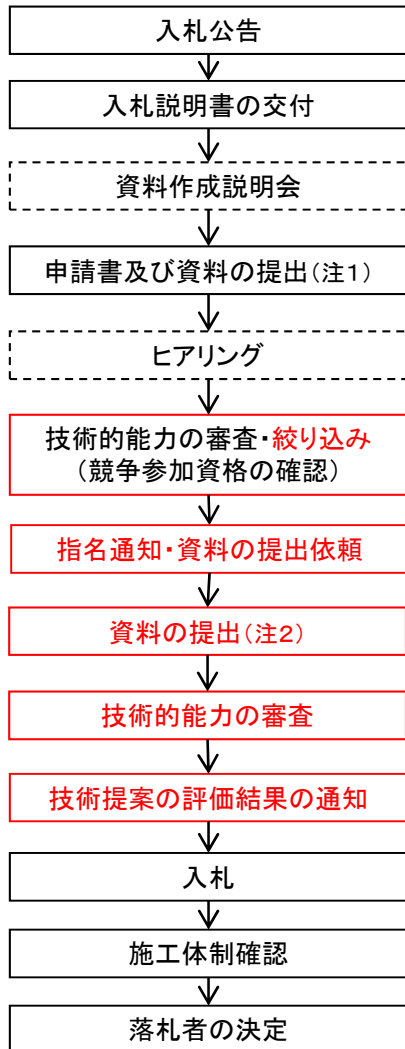 入札公告
入札説明書の交付
資料作成説明会
申請書及び資料の提出(注1)
ヒアリング
技術的能力の審査・絞り込み
(競争参加資格の確認)
指名通知・資料の提出依頼
資料の提出(注2)
技術的能力の審査
技術提案の評価結果の通知
入札
施工体制確認
落札者の決定